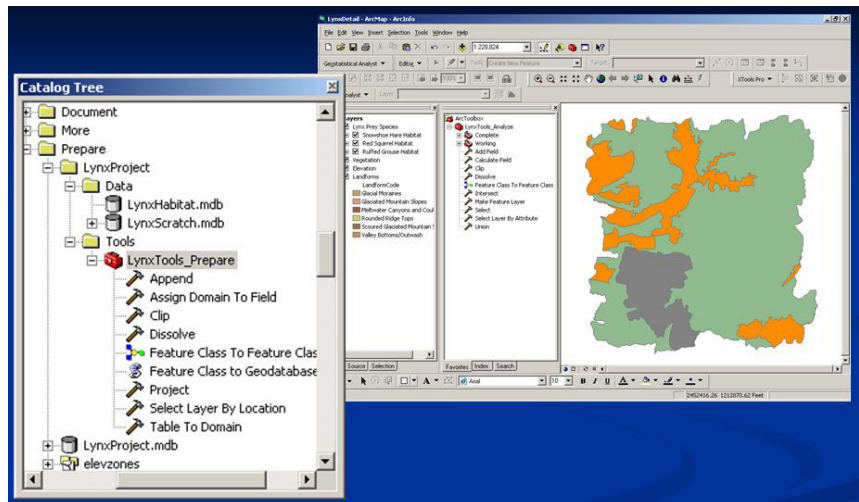 LynxDetail - ArcMap - ArcInfo
File Edit View Insert Selection Tools Window Help
1:228,824
Geostatistical Analyst
Editor
Task: Create New Feature
Target:
100%
XTools Pro
Layer:
Lynx Prey Species
Snowshoe Hare Habitat
Red Squirrel Habitat
Ruffed Grouse Habitat
Vegetation
Elevation
Landforms
LandformCode
Glacial Moraines
Glaciated Mountain Slopes
Meltwater Canyons and Coul
Rounded Ridge Tops
Scoured Glaciated Mountain S
Valley Bottoms/Outwash
Source Selection
ArcToolbox
LynxTools_Analyze
Complete
Working
Add Field
Calculate Field
Clip
Dissolve
Feature Class To Feature Class
Intersect
Make Feature Layer
Select
Select Layer By Attribute
Union
Favorites Index Search
Arial
10
B I U A
2452416.26 1212870.62 Feet
Catalog Tree
Document
More
Prepare
LynxProject
Data
LynxHabitat.mdb
LynxScratch.mdb
Tools
LynxTools_Prepare
Append
Assign Domain To Field
Clip
Dissolve
Feature Class To Feature Clas
Feature Class to Geodatabase
Project
Select Layer By Location
Table To Domain
LynxProject.mdb
elevzones